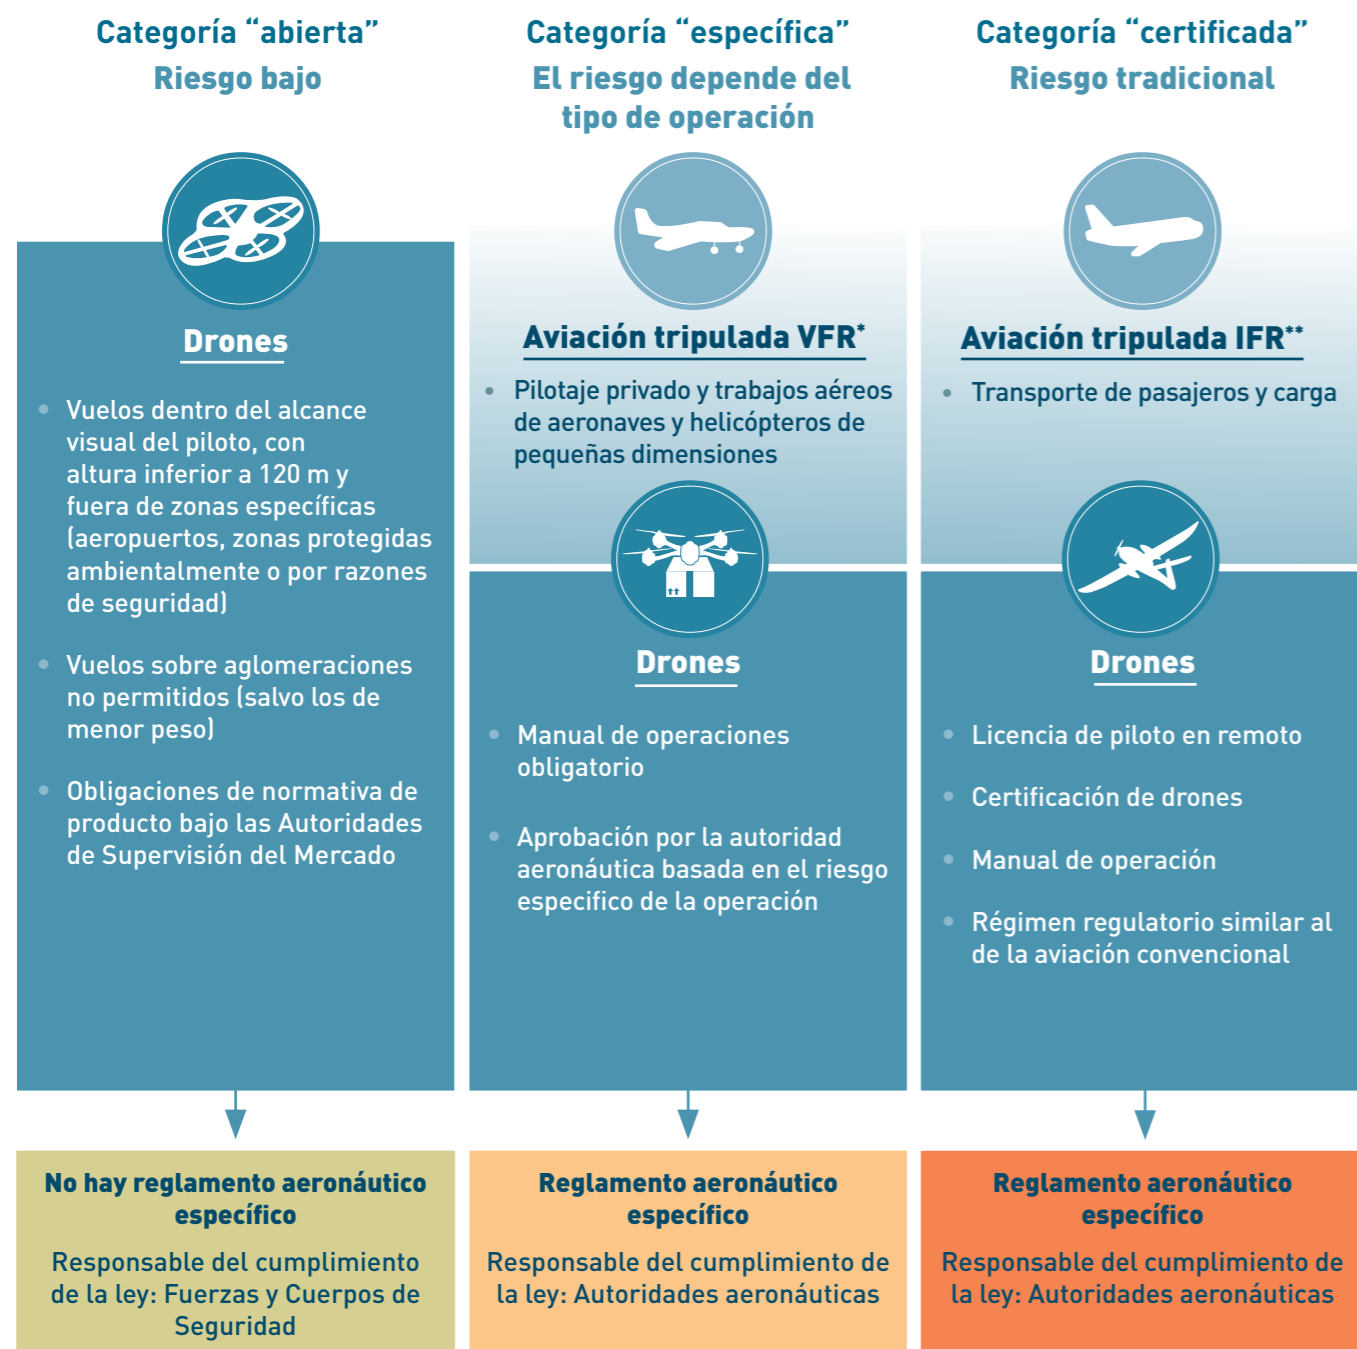 Categoría “abierta”
Riesgo bajo
Drones
• Vuelos dentro del alcance
visual del piloto, con
altura inferior a 120 m y
fuera de zonas específicas
(aeropuertos, zonas protegidas
ambientalmente o por razones
de seguridad)
• Vuelos sobre aglomeraciones
no permitidos (salvo los de
menor peso)
• Obligaciones de normativa de
producto bajo las Autoridades
de Supervisión del Mercado
No hay reglamento aeronáutico
específico
Responsable del cumplimiento
de la ley: Fuerzas y Cuerpos de
Seguridad
Categoría “específica”
El riesgo depende del
tipo de operación
Aviación tripulada VFR*
• Pilotaje privado y trabajos aéreos
de aeronaves y helicópteros de
pequeñas dimensiones
Drones
• Manual de operaciones
obligatorio
• Aprobación por la autoridad
aeronáutica basada en el riesgo
especifico de la operación
Reglamento aeronáutico
específico
Responsable del cumplimiento de
la ley: Autoridades aeronáuticas
Categoría “certificada”
Riesgo tradicional
Aviación tripulada IFR**
• Transporte de pasajeros y carga
Drones
• Licencia de piloto en remoto
• Certificación de drones
• Manual de operación
• Régimen regulatorio similar al
de la aviación convencional
Reglamento aeronáutico
específico
Responsable del cumplimiento de
la ley: Autoridades aeronáuticas